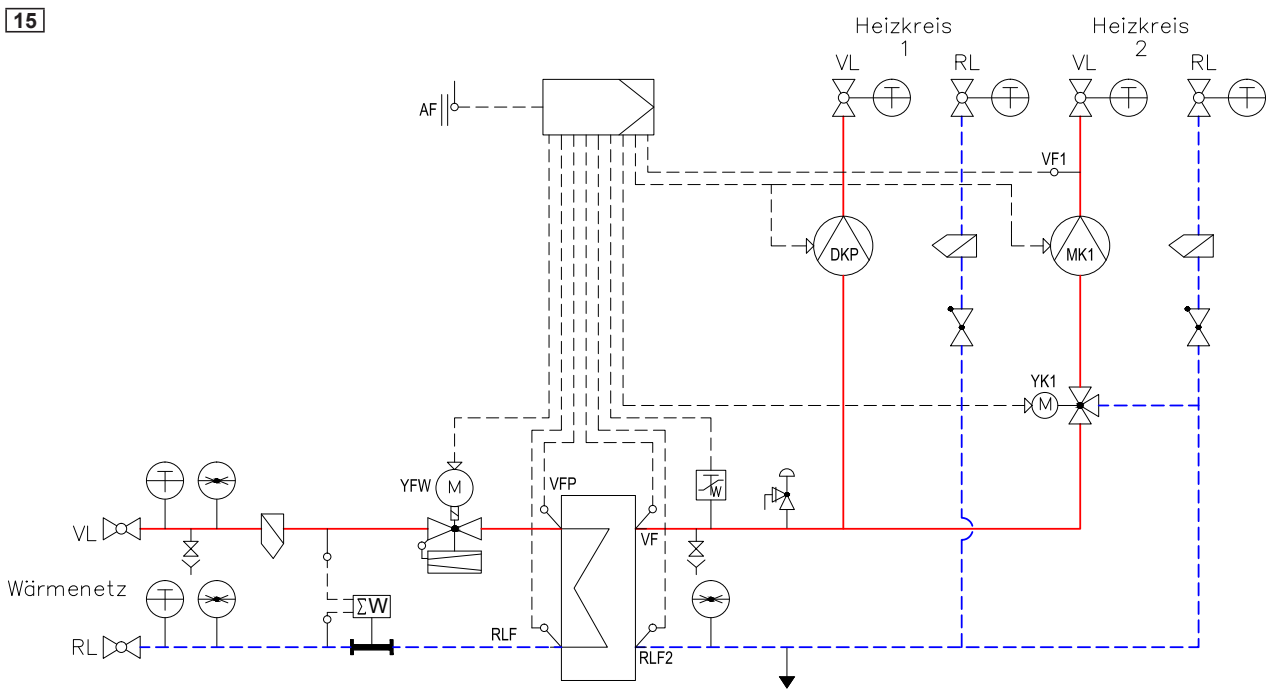 15
Heizkreis
1
Heizkreis
2
VL
RL
VL
RL
T
T
T
T
AF
VF1
DKP
MK1
YK1
M
YFW
M
VFP
W
T
VL
VF
Wärmenetz
T
ΣW
RL
RLF
RLF2